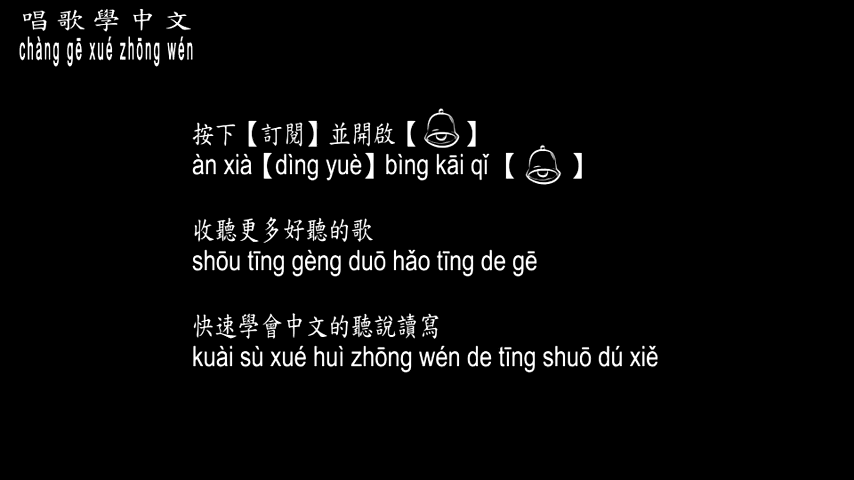 唱歌學中文
chàng gē xué zhōng wén
按下【訂閱】並開啟【】
àn xià【dìng yuè】bìng kāi qǐ 【】
收聽更多好聽的歌
shōu tīng gèng duō hǎo tīng de gē
快速學會中文的聽說讀寫
kuài sù xué huì zhōng wén de tīng shuō dú xiě